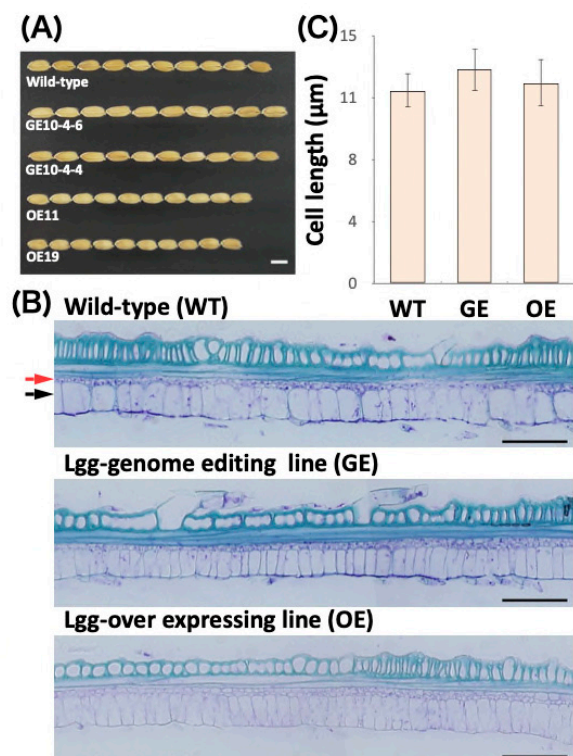 (A)
Wild-type
GE10-4-6
GE10-4-4
OE11
OE19
(C)
Cell length (μm)
15
11
8
4
0
WT GE OE
(B) Wild-type (WT)
Lgg-genome editing line (GE)
Lgg-over expressing line (OE)